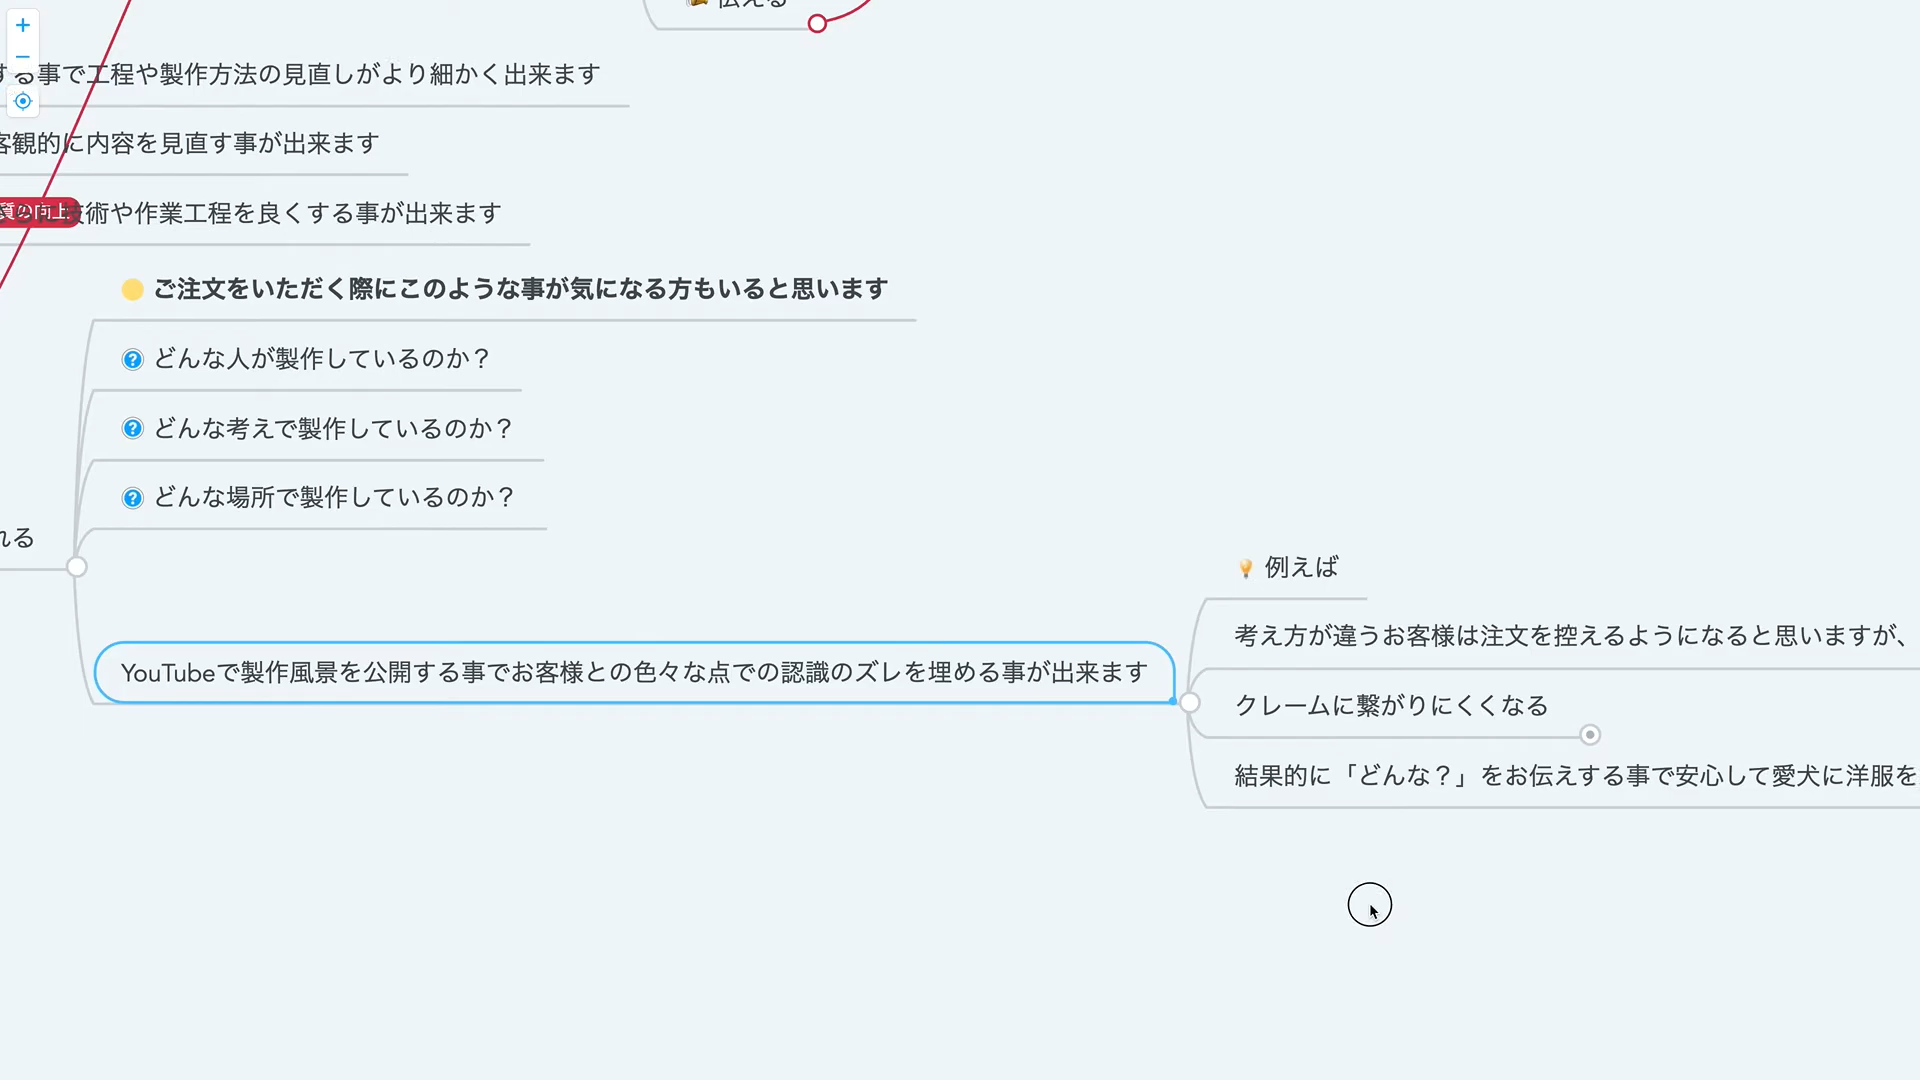 伝える
する事で工程や製作方法の見直しがより細かく出来ます
客観的に内容を見直す事が出来ます
質の向上
さらに技術や作業工程を良くする事が出来ます
ご注文をいただく際にこのような事が気になる方もいると思います
どんな人が製作しているのか？
どんな考えで製作しているのか？
どんな場所で製作しているのか？
れる
YouTubeで製作風景を公開する事でお客様との色々な点での認識のズレを埋める事が出来ます
例えば
考え方が違うお客様は注文を控えるようになると思いますが、
クレームに繋がりにくくなる
結果的に「どんな？」をお伝えする事で安心して愛犬に洋服を